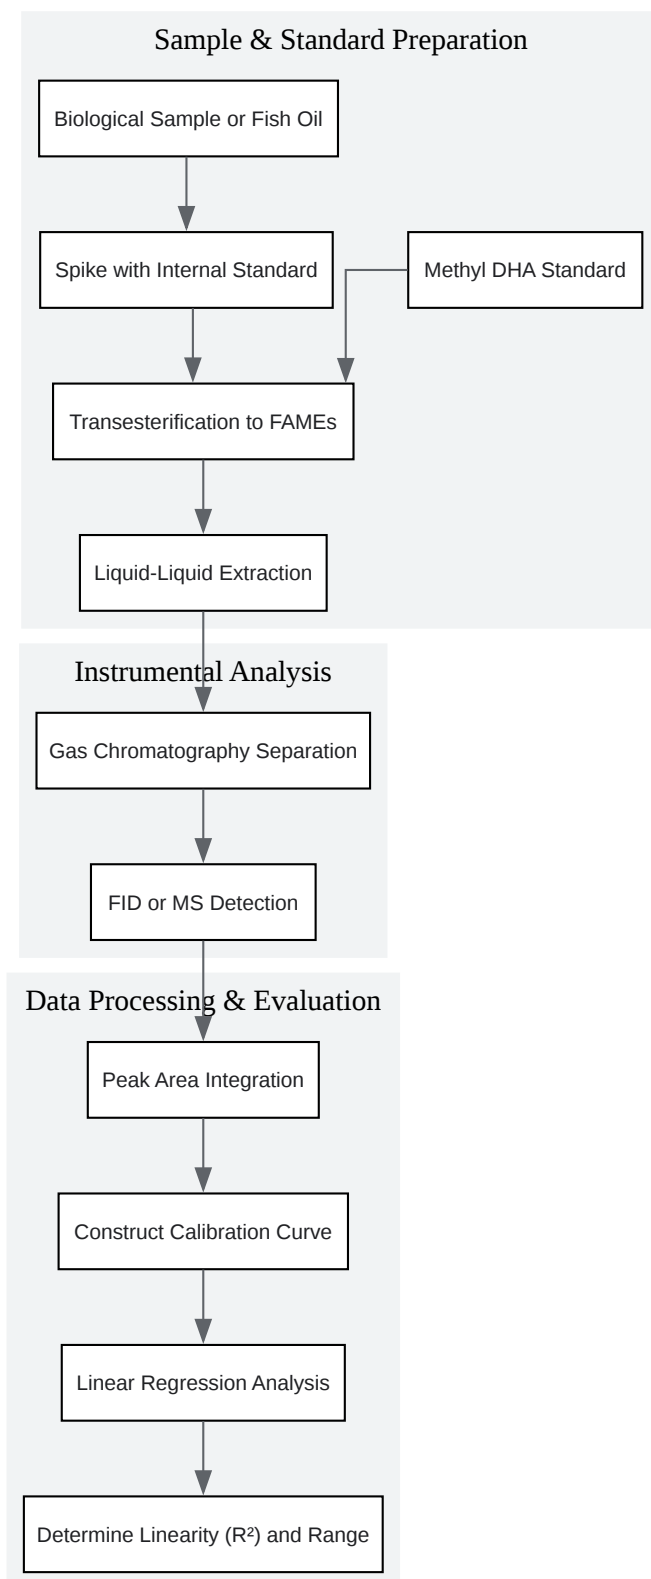 Sample & Standard Preparation
Biological Sample or Fish Oil
Spike with Internal Standard
Methyl DHA Standard
Transesterification to FAMEs
Liquid-Liquid Extraction
Instrumental Analysis
Gas Chromatography Separation
FID or MS Detection
Data Processing & Evaluation
Peak Area Integration
Construct Calibration Curve
Linear Regression Analysis
Determine Linearity (R²) and Range